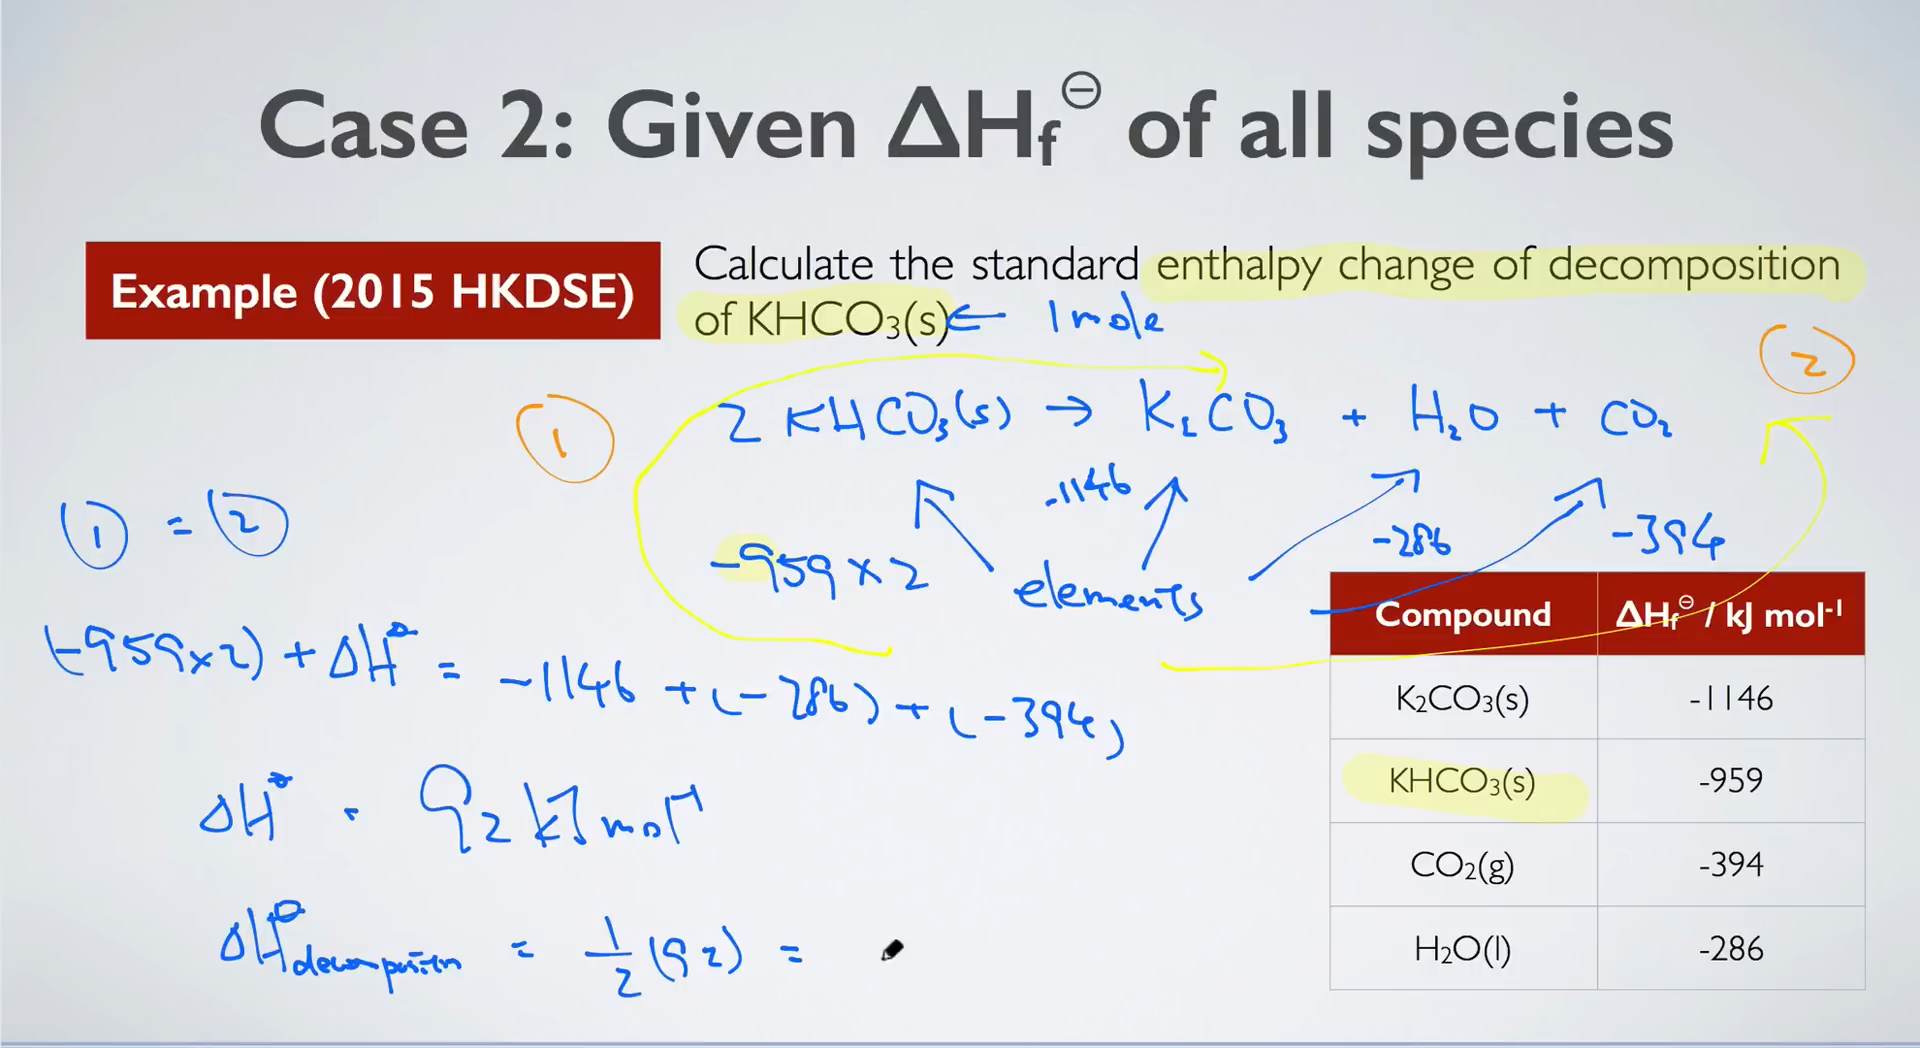 Case 2: Given ΔHf⊖ of all species
Example (2015 HKDSE)
Calculate the standard enthalpy change of decomposition
of KHCO₃(s) ← 1 mole
① ②
2 KHCO₃(s) → K₂CO₃ + H₂O + CO₂
-1146
-286
-394
-959 × 2
elements
① = ②
(-959×2) + ΔH⊖ = -1146 + (-286) + (-394)
ΔH⊖ = 92 kJ mol⁻¹
ΔH⊖decomposition = 1/2 (92) =
Compound ΔHf⊖ / kJ mol⁻¹
K₂CO₃(s) -1146
KHCO₃(s) -959
CO₂(g) -394
H₂O(l) -286